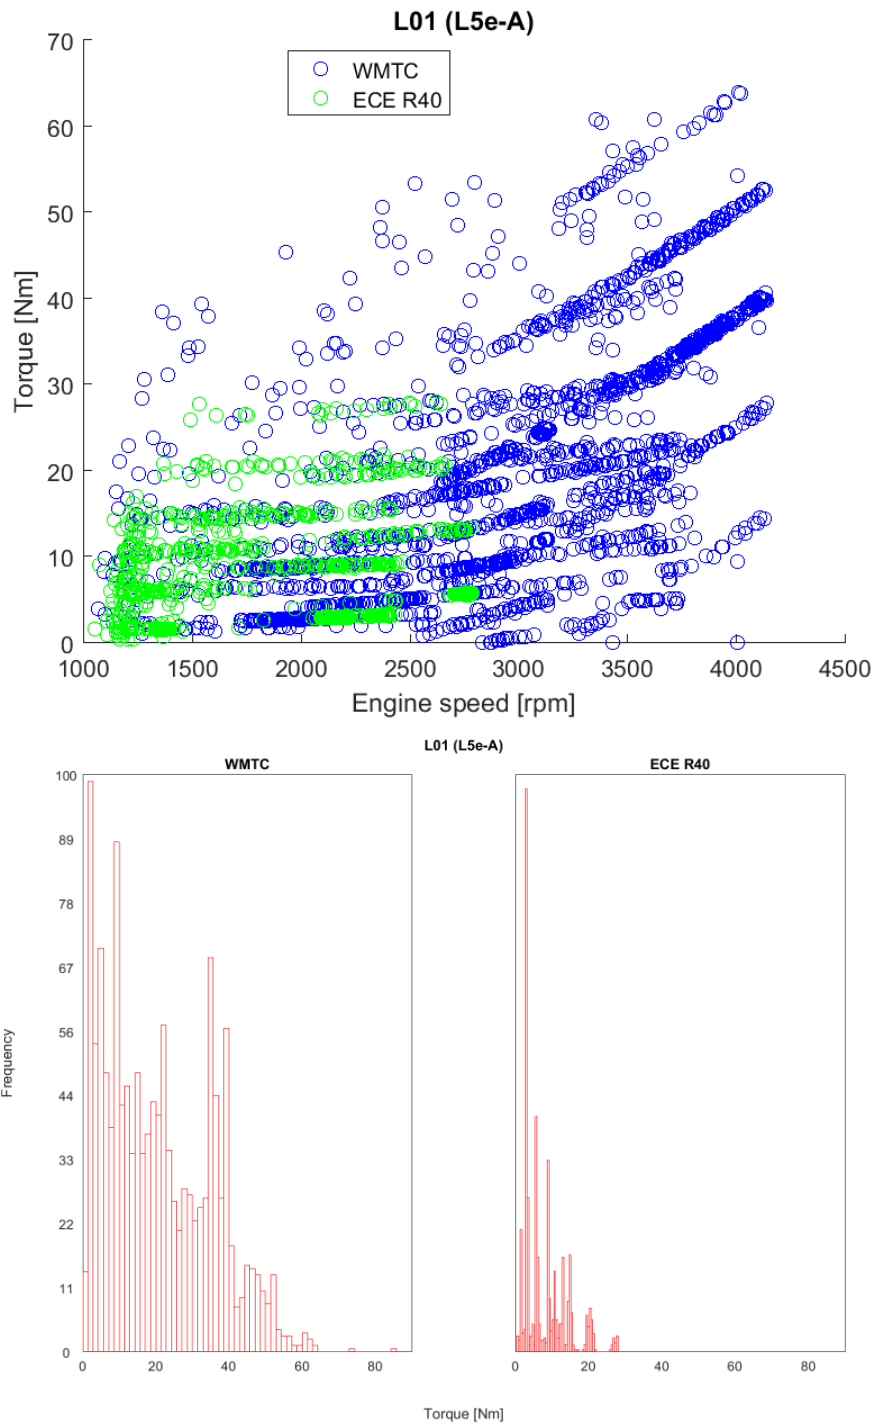 L01 (L5e-A)
70
WMTC
ECE R40
60
50
40
30
20
10
0
Torque [Nm]
1000 1500 2000 2500 3000 3500 4000 4500
Engine speed [rpm]
L01 (L5e-A)
WMTC ECE R40
100
89
78
67
56
44
33
22
11
0
Frequency
0 20 40 60 80 0 20 40 60 80
Torque [Nm]